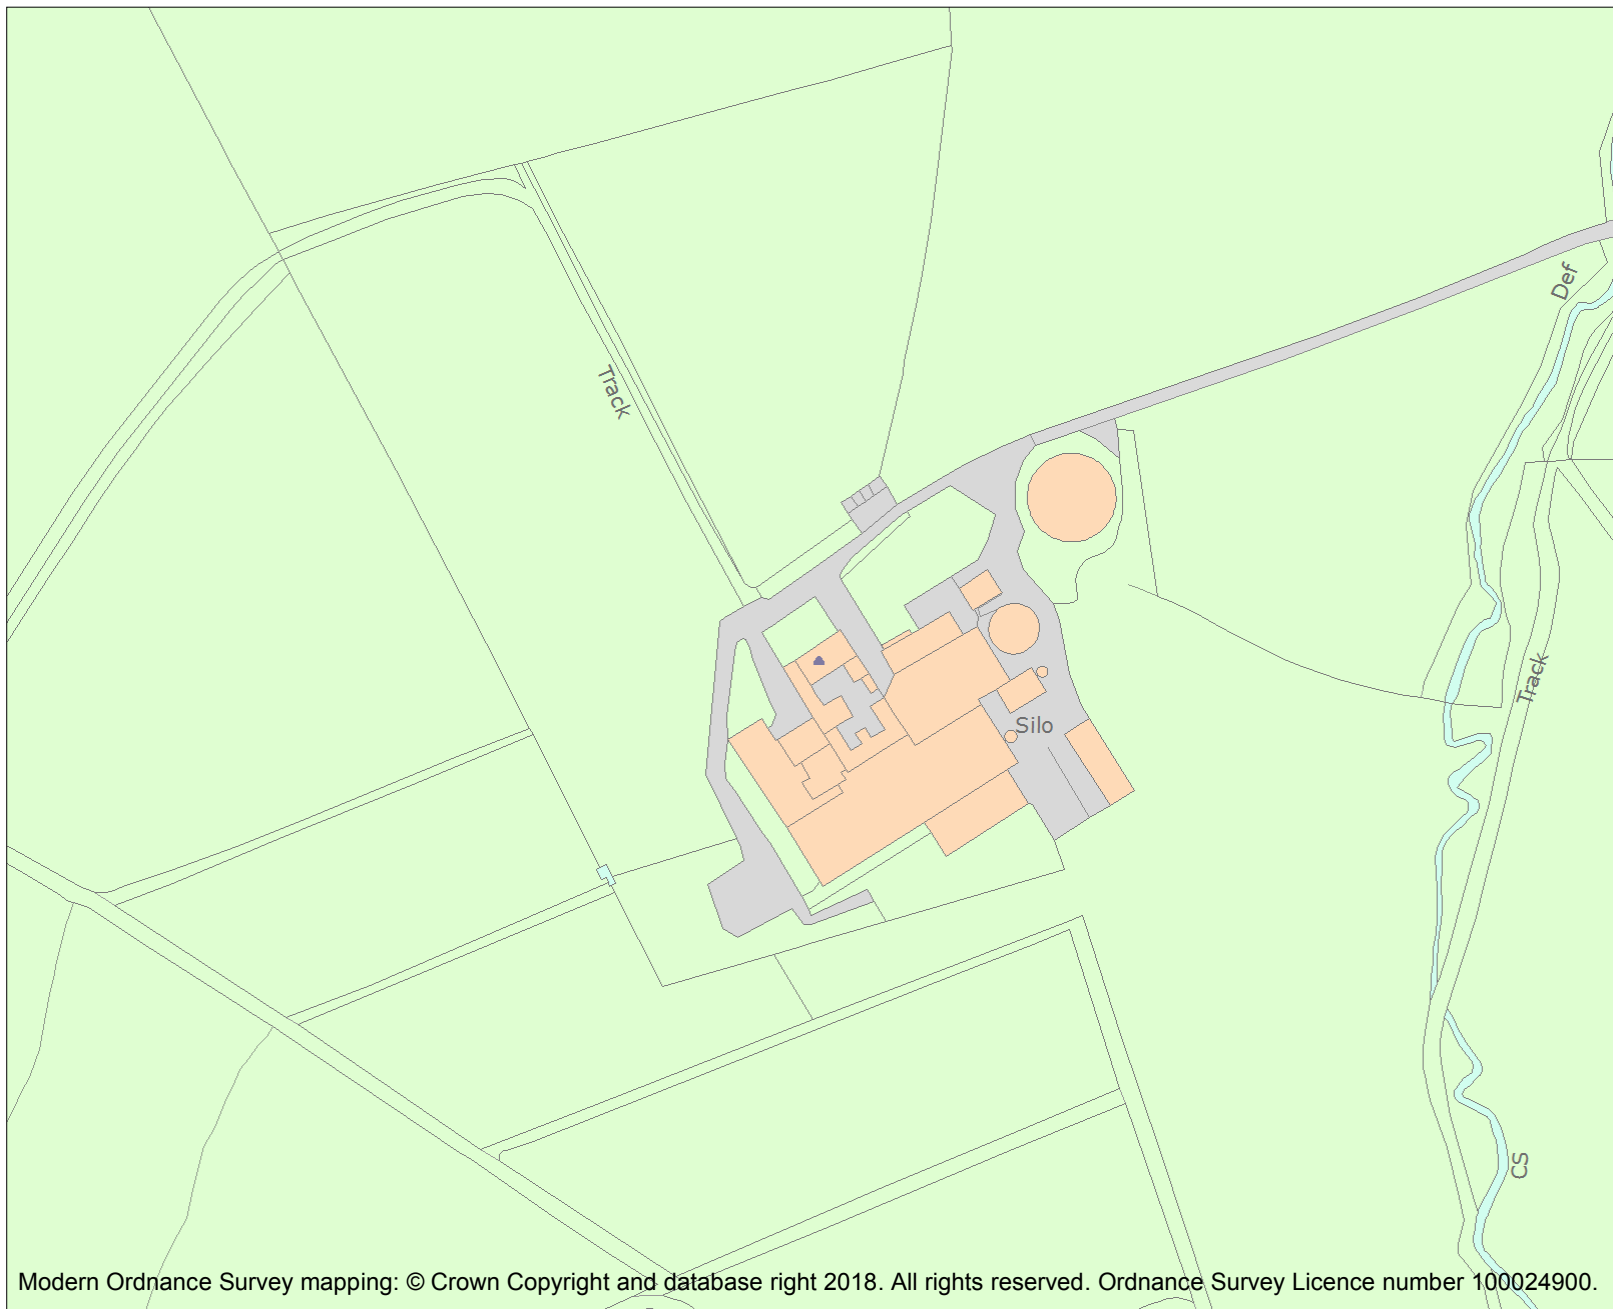 Def
Track
Track
Silo
CS
Modern Ordnance Survey mapping: © Crown Copyright and database right 2018. All rights reserved. Ordnance Survey Licence number 100024900.